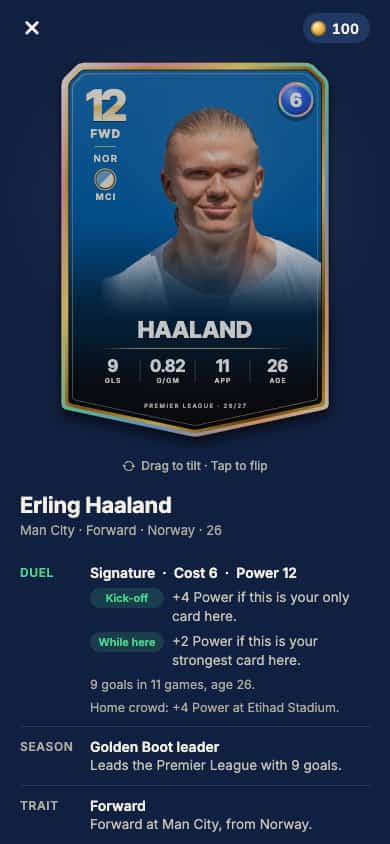 ✕
100
12
FWD
NOR
MCI
6
HAALAND
9 0.82 11 26
GLS G/GM APP AGE
PREMIER LEAGUE · 26/27
Drag to tilt · Tap to flip
Erling Haaland
Man City · Forward · Norway · 26
DUEL Signature · Cost 6 · Power 12
Kick-off +4 Power if this is your only
card here.
While here +2 Power if this is your
strongest card here.
9 goals in 11 games, age 26.
Home crowd: +4 Power at Etihad Stadium.
SEASON Golden Boot leader
Leads the Premier League with 9 goals.
TRAIT Forward
Forward at Man City, from Norway.